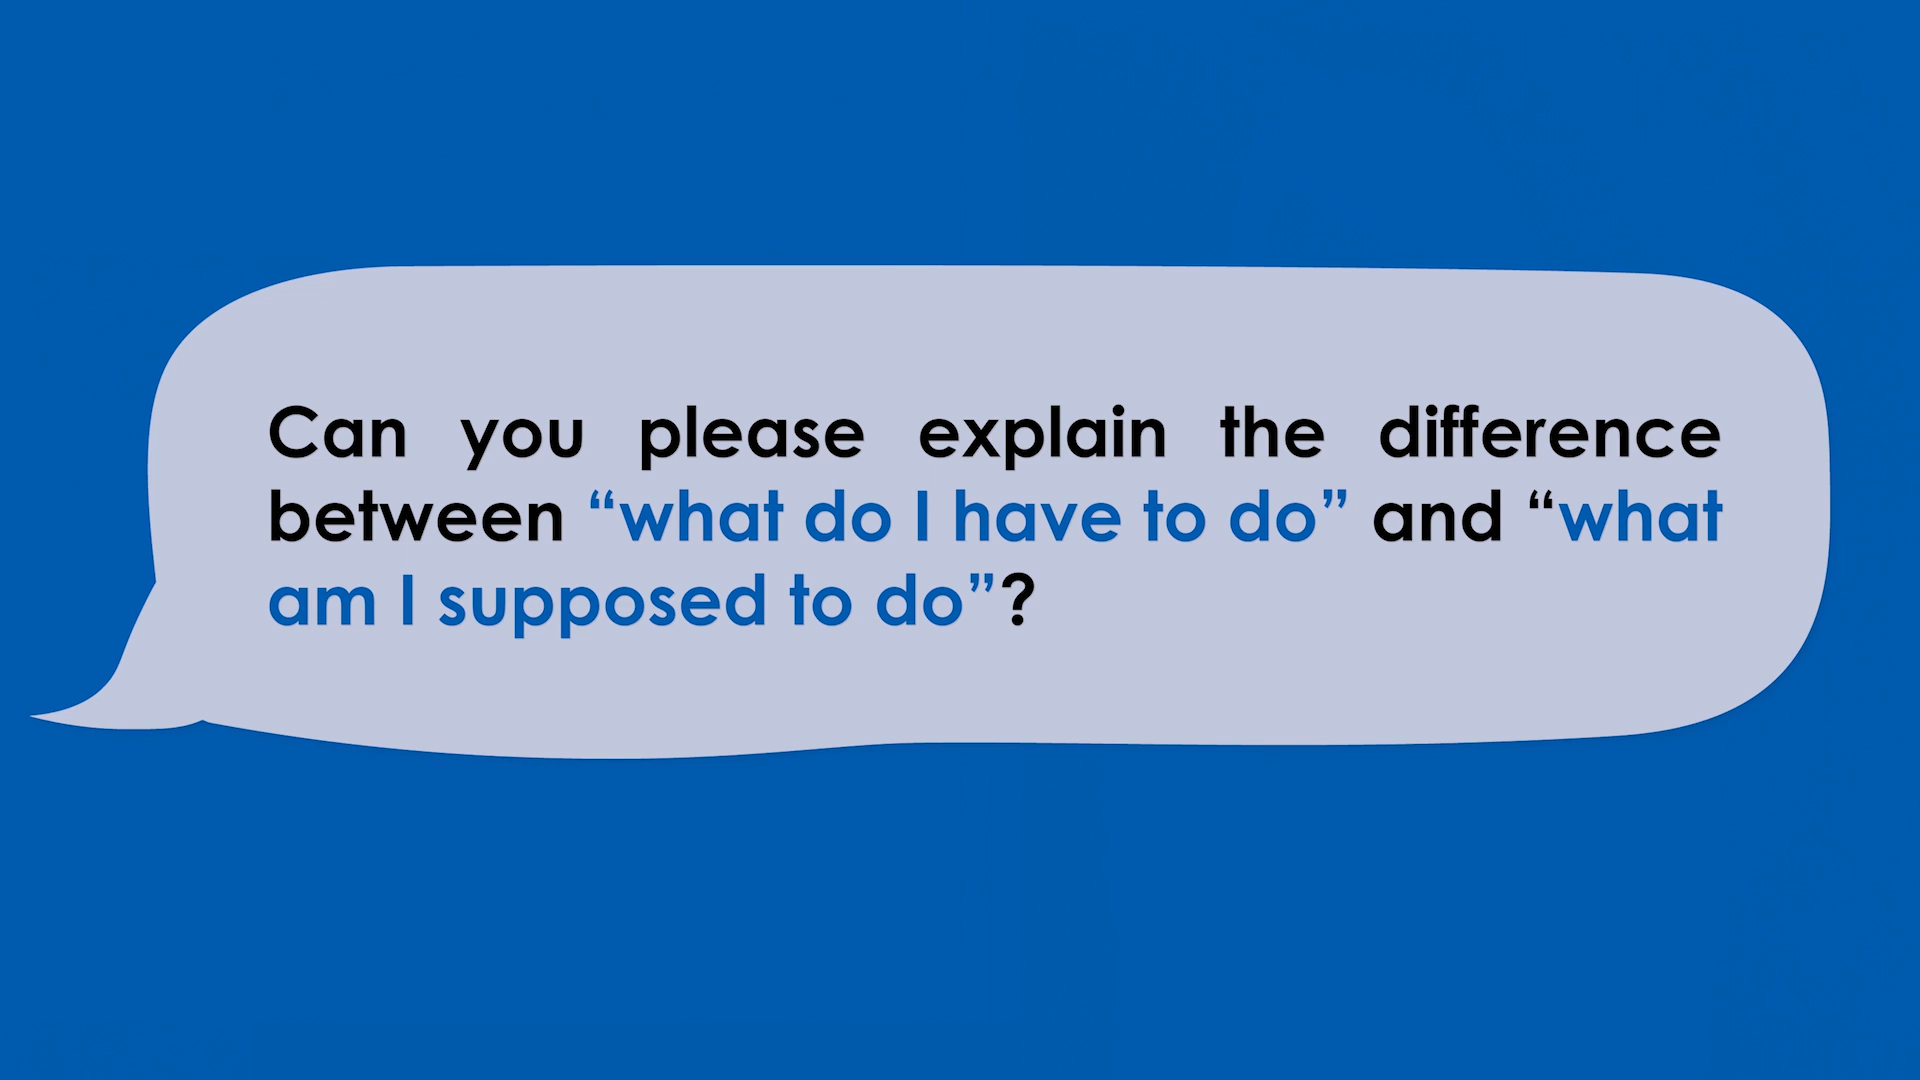 Can you please explain the difference
between “what do I have to do” and “what
am I supposed to do”?